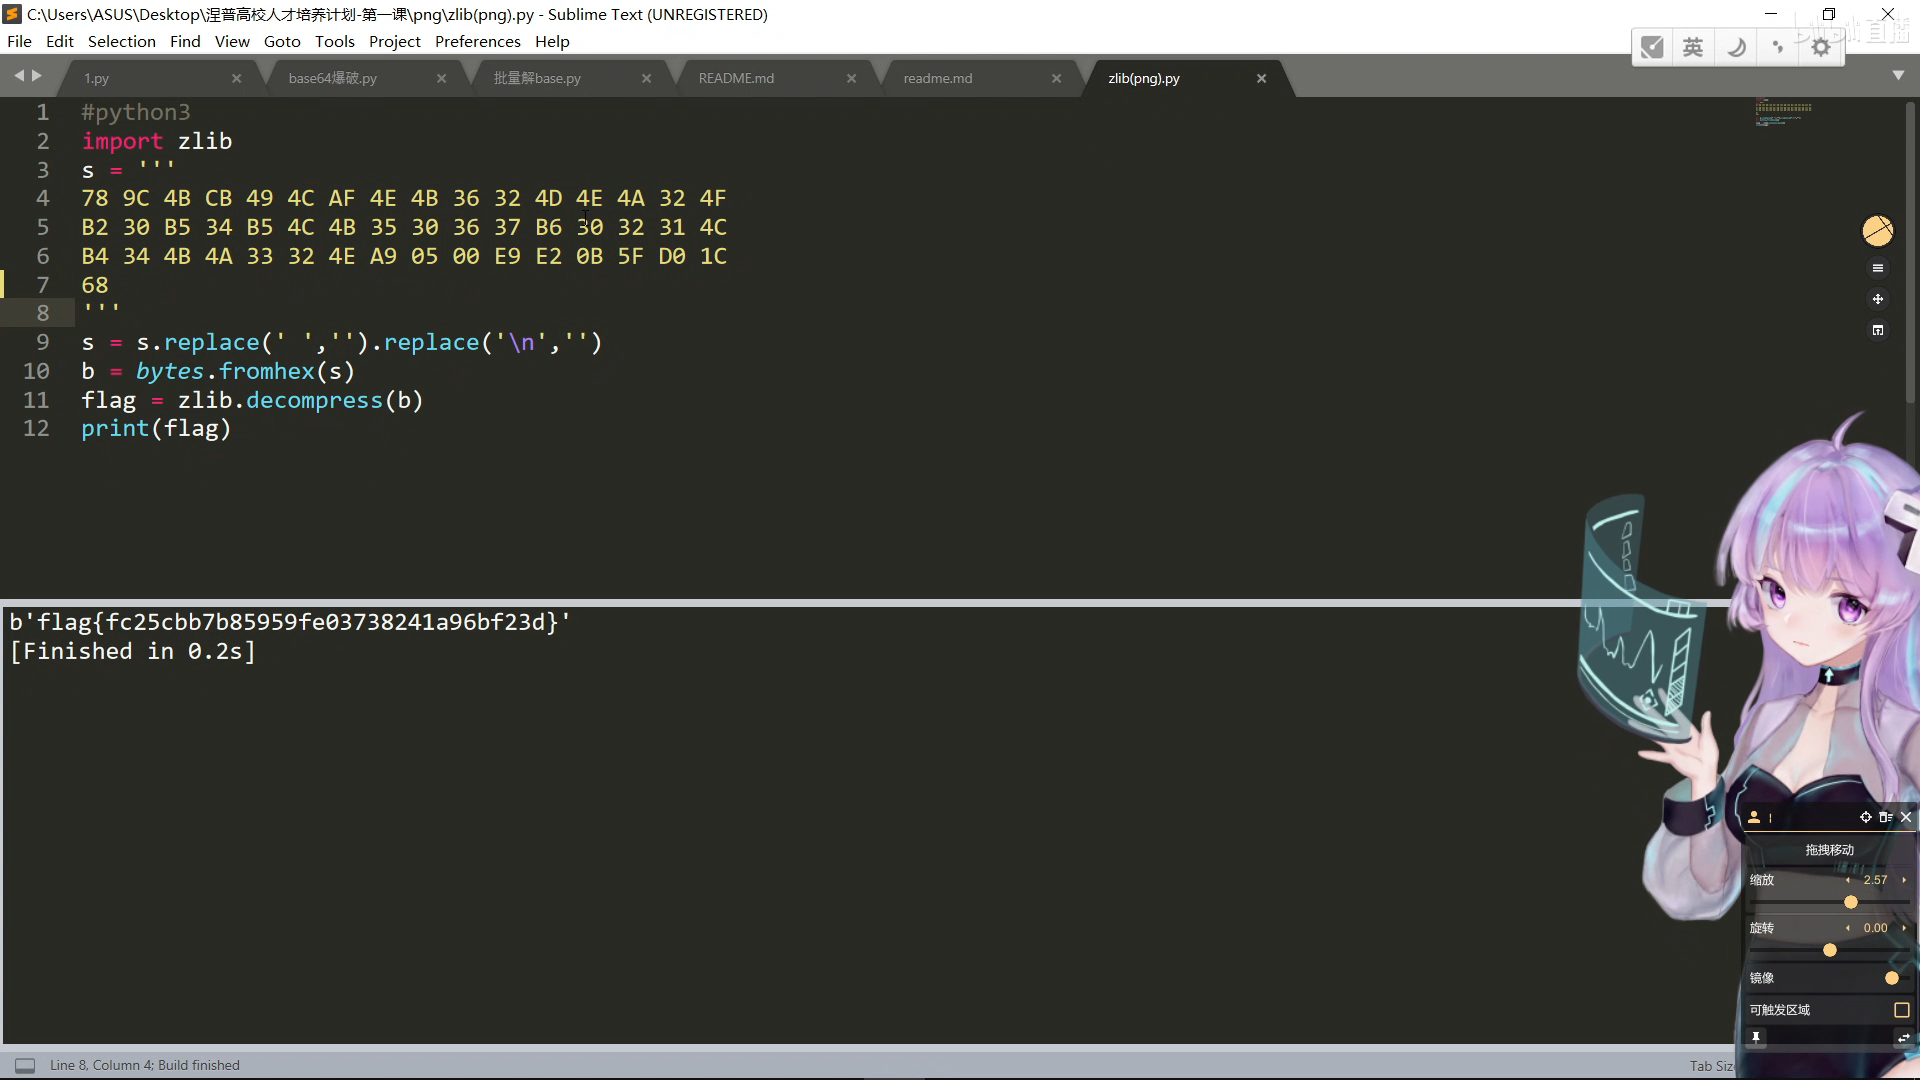 C:\Users\ASUS\Desktop\涅普高校人才培养计划-第一课\png\zlib(png).py - Sublime Text (UNREGISTERED)
File Edit Selection Find View Goto Tools Project Preferences Help
英
1.py
base64爆破.py
批量解base.py
README.md
readme.md
zlib(png).py
1 #python3
2 import zlib
3 s = '''
4 78 9C 4B CB 49 4C AF 4E 4B 36 32 4D 4E 4A 32 4F
5 B2 30 B5 34 B5 4C 4B 35 30 36 37 B6 30 32 31 4C
6 B4 34 4B 4A 33 32 4E A9 05 00 E9 E2 0B 5F D0 1C
7 68
8 '''
9 s = s.replace(' ','').replace('\n','')
10 b = bytes.fromhex(s)
11 flag = zlib.decompress(b)
12 print(flag)
b'flag{fc25cbb7b85959fe03738241a96bf23d}'
[Finished in 0.2s]
拖拽移动
缩放 2.57
旋转 0.00
镜像
可触发区域
Line 8, Column 4; Build finished
Tab Siz